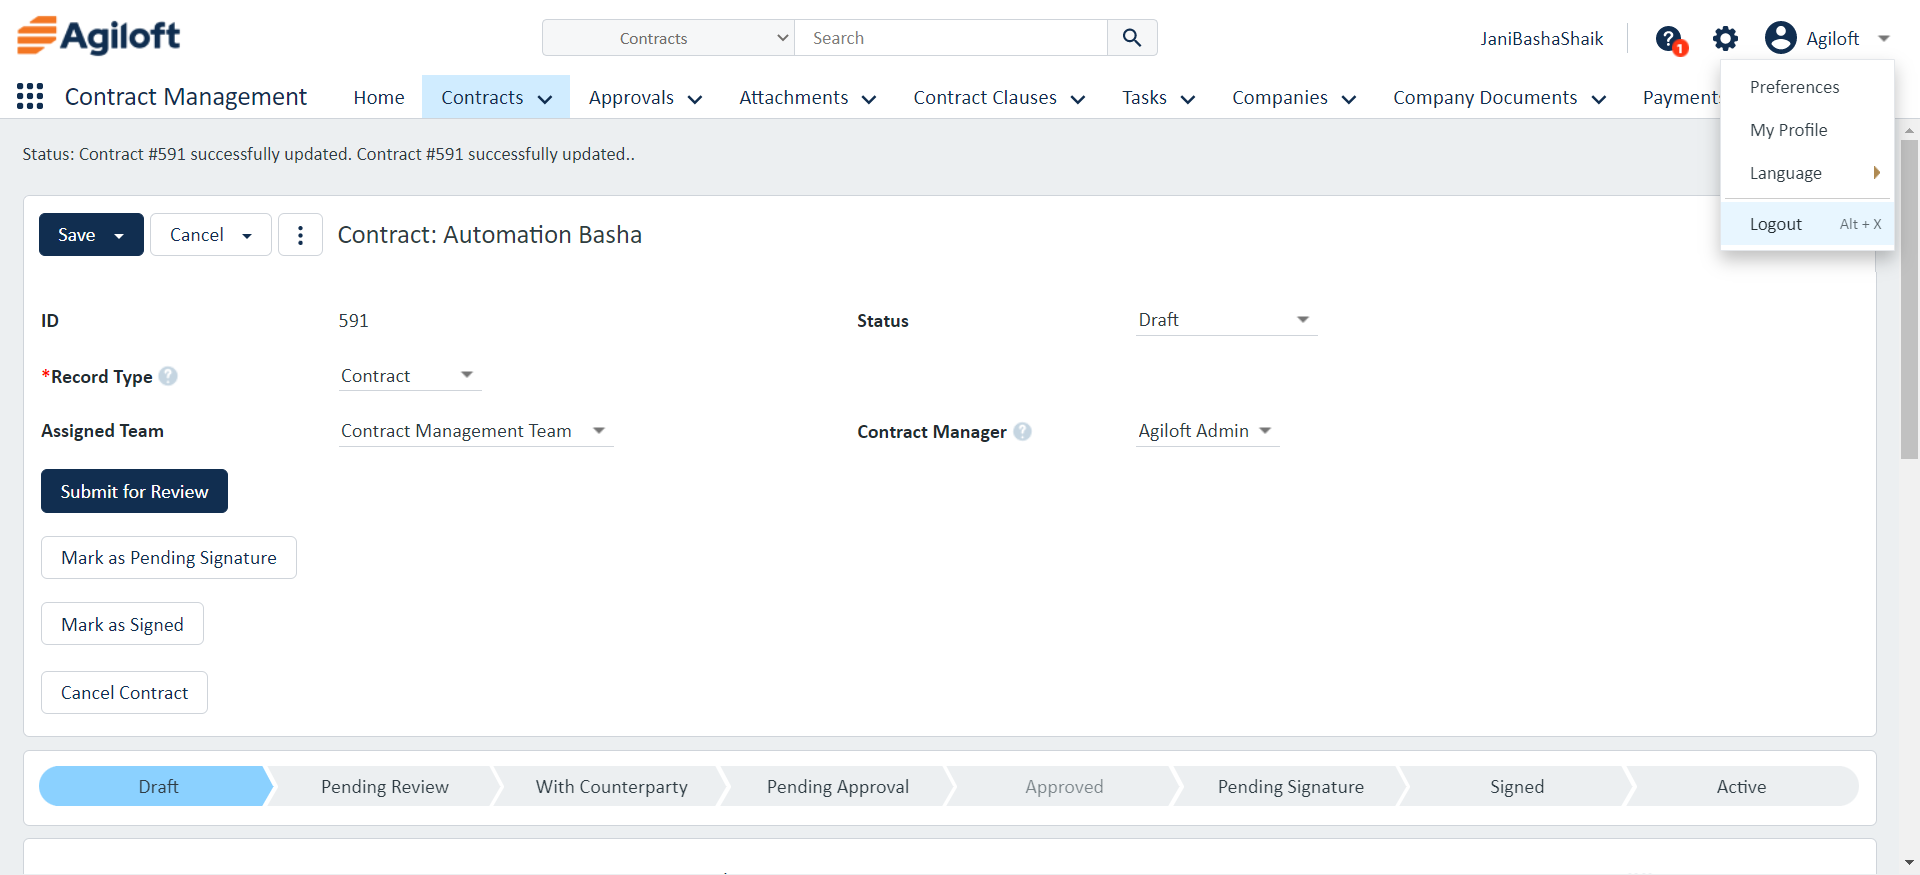 Agiloft
Contracts
Search
JaniBashaShaik
?
1
Agiloft
Contract Management
Home
Contracts
Approvals
Attachments
Contract Clauses
Tasks
Companies
Company Documents
Preferences
My Profile
Language
Logout Alt + X
Status: Contract #591 successfully updated. Contract #591 successfully updated..
Save
Cancel
Contract: Automation Basha
ID
591
Status
Draft
*Record Type ?
Contract
Assigned Team
Contract Management Team
Contract Manager ?
Agiloft Admin
Submit for Review
Mark as Pending Signature
Mark as Signed
Cancel Contract
Draft
Pending Review
With Counterparty
Pending Approval
Approved
Pending Signature
Signed
Active